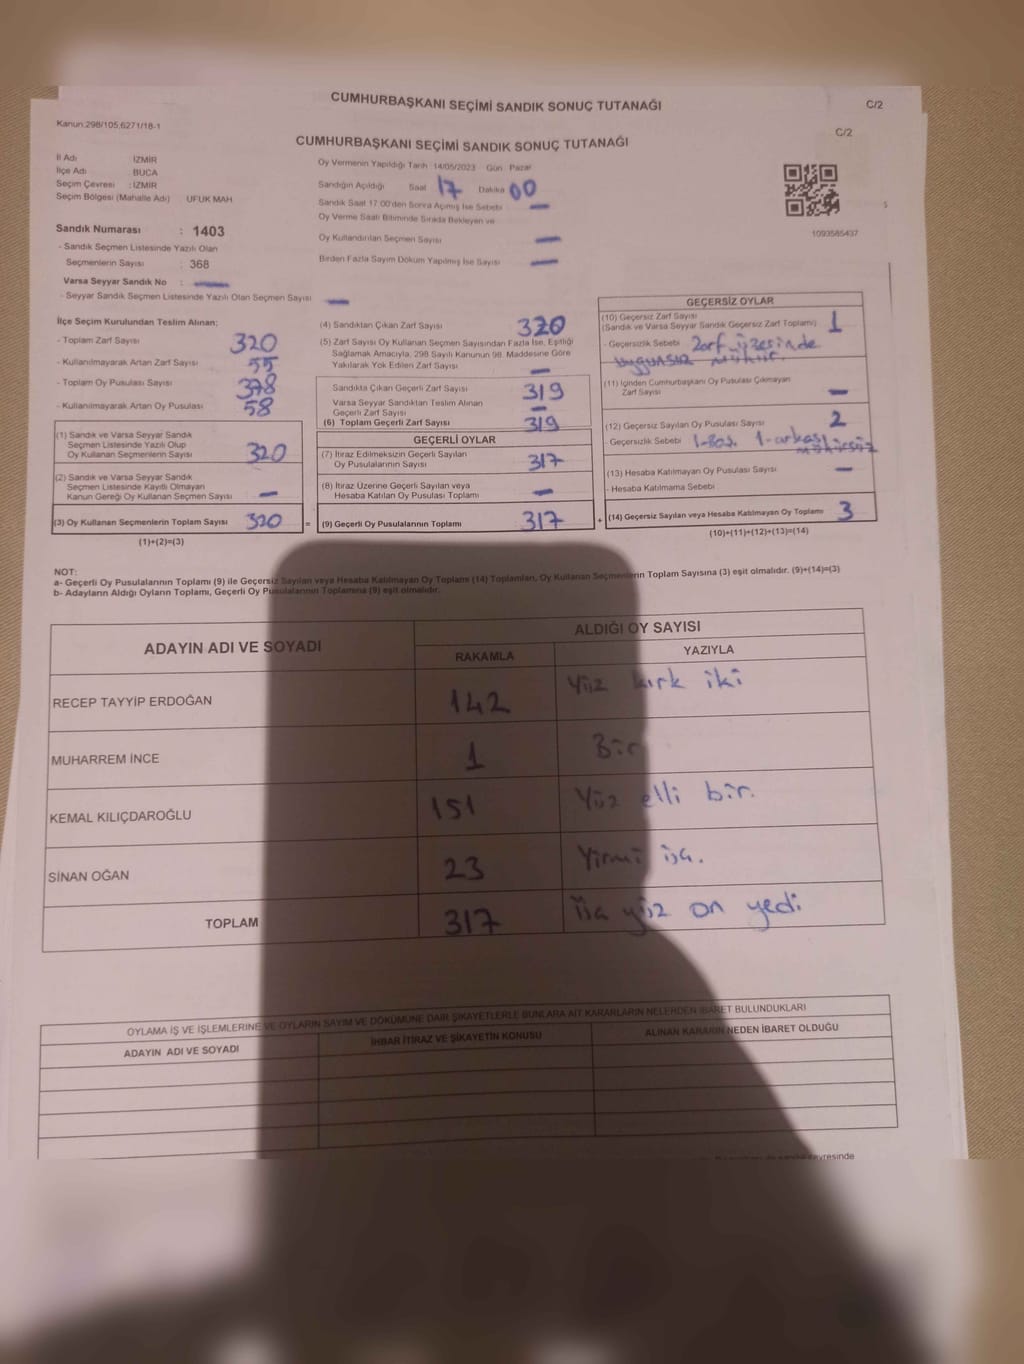 CUMHURBAŞKANI SEÇİMİ SANDIK SONUÇ TUTANAĞI
C/2
Kanun:298/105;6271/18-1
C/2
CUMHURBAŞKANI SEÇİMİ SANDIK SONUÇ TUTANAĞI
İl Adı İZMİR
İlçe Adı BUCA
Seçim Çevresi : İZMİR
Seçim Bölgesi (Mahalle Adı) UFUK MAH.
Sandık Numarası : 1403
- Sandık Seçmen Listesinde Yazılı Olan
Seçmenlerin Sayısı : 368
Varsa Seyyar Sandık No : —
- Seyyar Sandık Seçmen Listesinde Yazılı Olan Seçmen Sayısı —
Oy Vermenin Yapıldığı Tarih 14/05/2023 Gün Pazar
Sandığın Açıldığı Saat 17 Dakika 00
Sandık Saat 17.00'den Sonra Açmış İse Sebebi —
Oy Verme Saati Bitiminde Sırada Bekleyen ve
Oy Kullandırılan Seçmen Sayısı —
Birden Fazla Sayım Döküm Yapılmış İse Sayısı —
1093585437
İlçe Seçim Kurulundan Teslim Alınan:
- Toplam Zarf Sayısı 320
- Kullanılmayarak Artan Zarf Sayısı 55
- Toplam Oy Pusulası Sayısı 378
- Kullanılmayarak Artan Oy Pusulası 58
(1) Sandık ve Varsa Seyyar Sandık
Seçmen Listesinde Yazılı Olup
Oy Kullanan Seçmenlerin Sayısı 320
(2) Sandık ve Varsa Seyyar Sandık
Seçmen Listesinde Kayıtlı Olmayan
Kanun Gereği Oy Kullanan Seçmen Sayısı —
(3) Oy Kullanan Seçmenlerin Toplam Sayısı 320 =
(1)+(2)=(3)
(4) Sandıktan Çıkan Zarf Sayısı 320
(5) Zarf Sayısı Oy Kullanan Seçmen Sayısından Fazla İse, Eşitliği
Sağlamak Amacıyla, 298 Sayılı Kanunun 98. Maddesine Göre
Yakılarak Yok Edilen Zarf Sayısı —
Sandıkta Çıkan Geçerli Zarf Sayısı 319
Varsa Seyyar Sandıktan Teslim Alınan
Geçerli Zarf Sayısı —
(6) Toplam Geçerli Zarf Sayısı 319
GEÇERLİ OYLAR
(7) İtiraz Edilmeksizin Geçerli Sayılan
Oy Pusulalarının Sayısı 317
(8) İtiraz Üzerine Geçerli Sayılan veya
Hesaba Katılan Oy Pusulası Toplamı —
(9) Geçerli Oy Pusulalarının Toplamı 317 +
GEÇERSİZ OYLAR
(10) Geçersiz Zarf Sayısı
(Sandık ve Varsa Seyyar Sandık Geçersiz Zarf Toplamı) 1
- Geçersizlik Sebebi Zarf üzesinde
uygunsuz mühür.
(11) İçinden Cumhurbaşkanı Oy Pusulası Çıkmayan
Zarf Sayısı —
(12) Geçersiz Sayılan Oy Pusulası Sayısı 2
- Geçersizlik Sebebi 1-Boş. 1-arkası
mühürsüz
(13) Hesaba Katılmayan Oy Pusulası Sayısı —
- Hesaba Katılmama Sebebi
(14) Geçersiz Sayılan veya Hesaba Katılmayan Oy Toplamı 3
(10)+(11)+(12)+(13)=(14)
NOT:
a- Geçerli Oy Pusulalarının Toplamı (9) ile Geçersiz Sayılan veya Hesaba Katılmayan Oy Toplamı (14) Toplamları, Oy Kullanan Seçmenlerin Toplam Sayısına (3) eşit olmalıdır. (9)+(14)=(3)
b- Adayların Aldığı Oyların Toplamı, Geçerli Oy Pusulalarının Toplamına (9) eşit olmalıdır.
ADAYIN ADI VE SOYADI
ALDIĞI OY SAYISI
RAKAMLA YAZIYLA
RECEP TAYYİP ERDOĞAN 142 Yüz kırk iki
MUHARREM İNCE 1 Bir
KEMAL KILIÇDAROĞLU 151 Yüz elli bir.
SİNAN OĞAN 23 Yirmi üç.
TOPLAM 317 Üç yüz on yedi
OYLAMA İŞ VE İŞLEMLERİNE VE OYLARIN SAYIM VE DÖKÜMÜNE DAİR ŞİKAYETLERLE BUNLARA AİT KARARLARIN NELERDEN İBARET BULUNDUKLARI
ADAYIN ADI VE SOYADI İHBAR İTİRAZ VE ŞİKAYETİN KONUSU ALINAN KARARIN NEDEN İBARET OLDUĞU